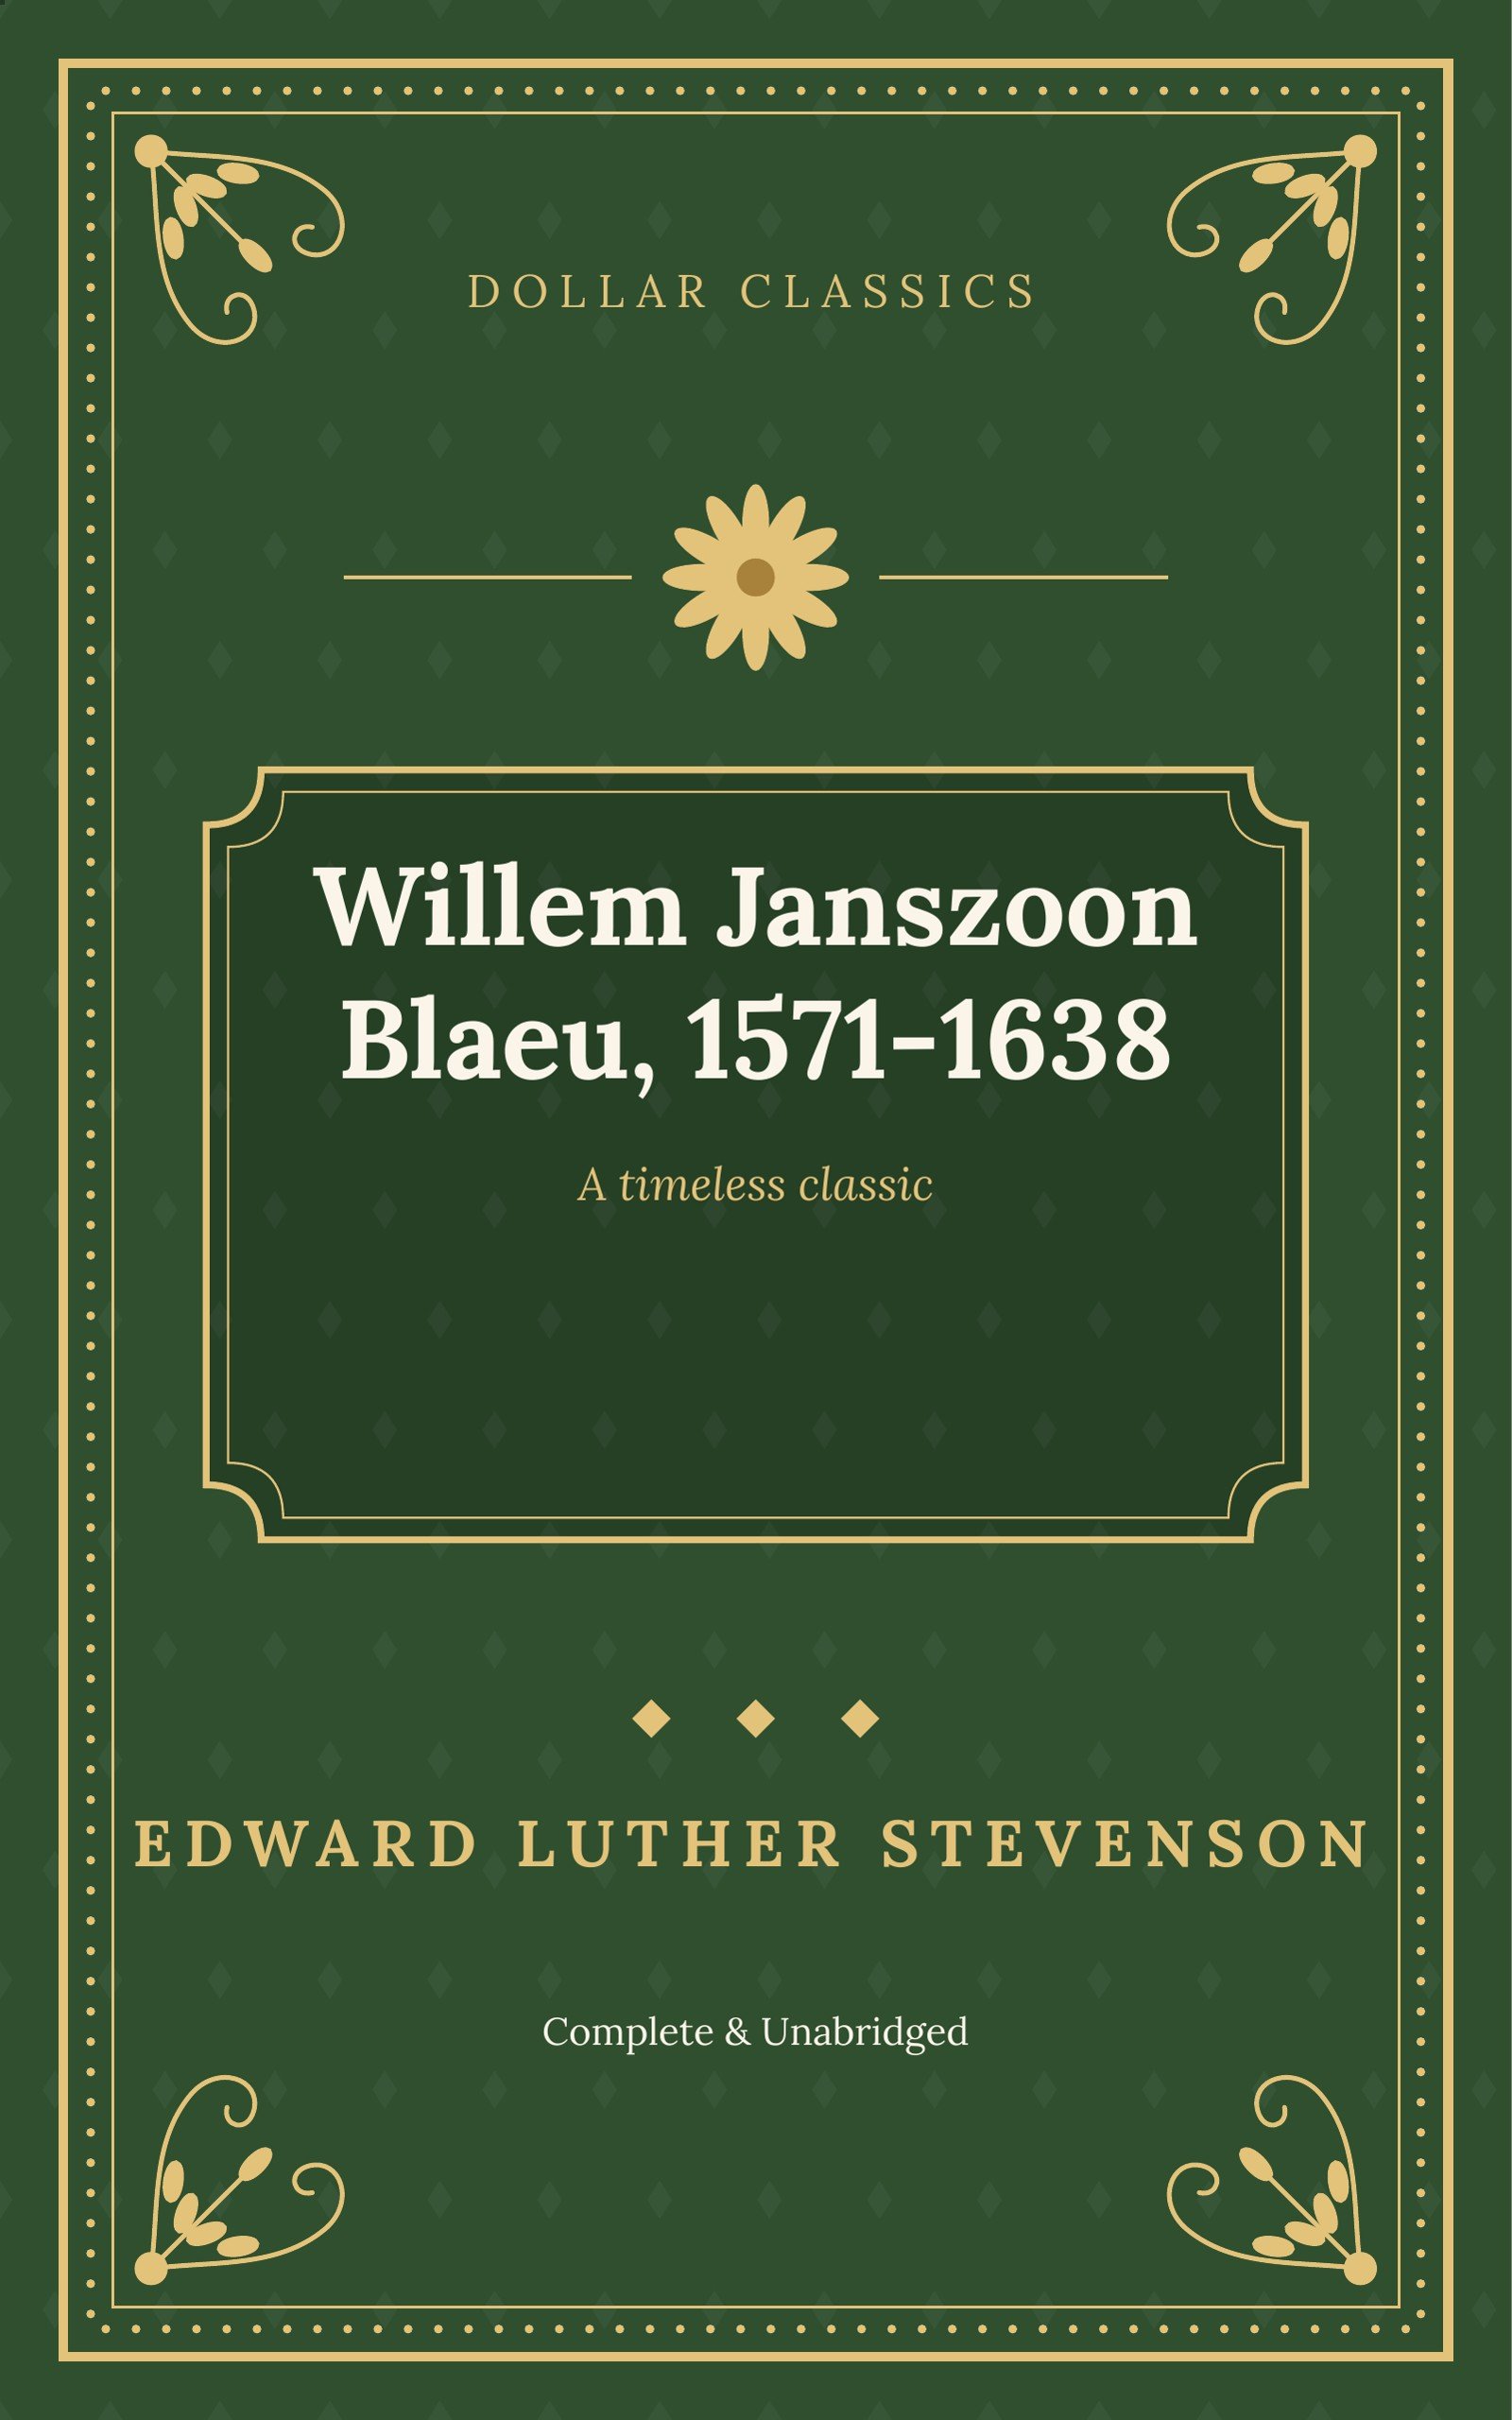 DOLLAR CLASSICS
Willem Janszoon
Blaeu, 1571-1638
A timeless classic
EDWARD LUTHER STEVENSON
Complete & Unabridged